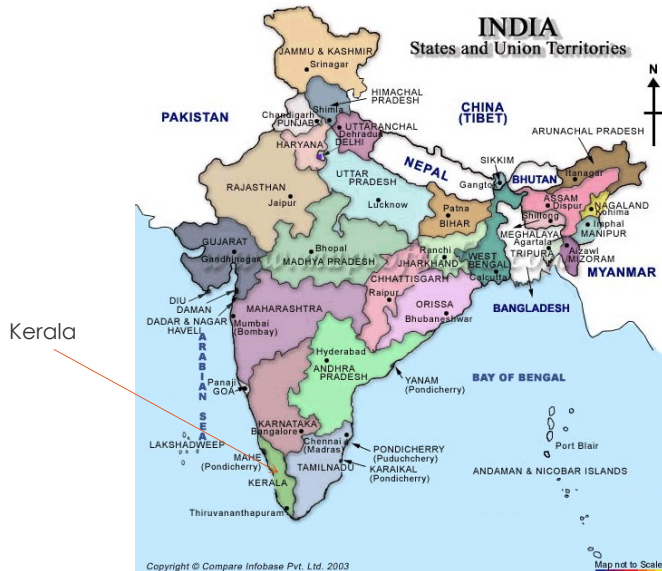 INDIA
States and Union Territories
N
JAMMU & KASHMIR
Srinagar
HIMACHAL
PRADESH
PAKISTAN
Chandigarh
Shimla
PUNJAB
CHINA
(TIBET)
UTTARANCHAL
Dehradun
HARYANA
DELHI
ARUNACHAL PRADESH
NEPAL
SIKKIM
BHUTAN
Itanagar
Gangto
RAJASTHAN
Jaipur
UTTAR
PRADESH
Lucknow
ASSAM
Dispur
NAGALAND
Kohima
Patna
BIHAR
Shillong
MEGHALAYA
Imphal
MANIPUR
Agartala
TRIPURA
Aizawl
MIZORAM
GUJARAT
Gandhinagar
Bhopal
MADHYA PRADESH
Ranchi
JHARKHAND
WEST
BENGAL
Calcutta
CHHATTISGARH
Raipur
MYANMAR
DIU
DAMAN
DADAR & NAGAR
HAVELI
MAHARASHTRA
Mumbai
(Bombay)
ORISSA
Bhubaneshwar
BANGLADESH
Kerala
ARABIAN SEA
Hyderabad
ANDHRA
PRADESH
YANAM
(Pondicherry)
BAY OF BENGAL
Panaji
GOA
KARNATAKA
Bangalore
Chennai
(Madras)
LAKSHADWEEP
MAHE
(Pondicherry)
PONDICHERRY
(Puduchchery)
KARAIKAL
(Pondicherry)
TAMILNADU
KERALA
Port Blair
ANDAMAN & NICOBAR ISLANDS
Thiruvananthapuram
Copyright © Compare Infobase Pvt. Ltd. 2003
Map not to Scale